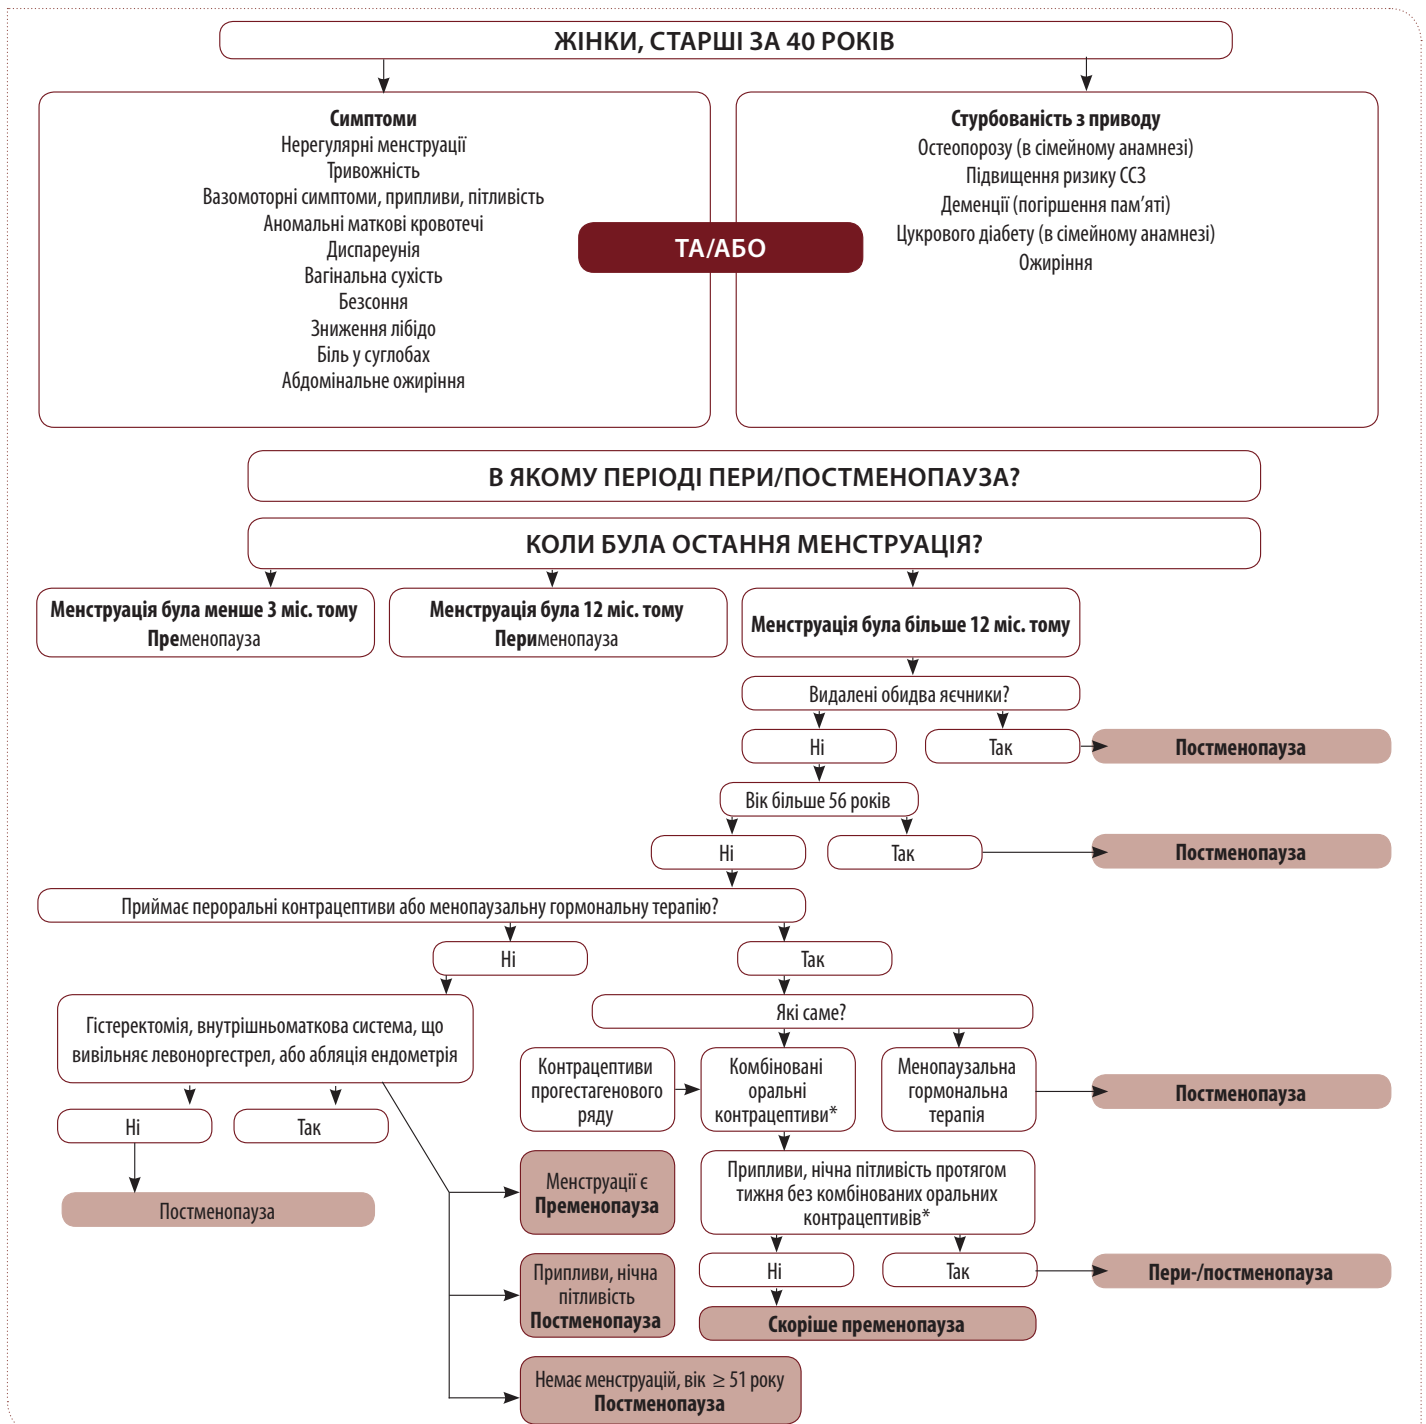 ЖІНКИ, СТАРШІ ЗА 40 РОКІВ
Симптоми
Нерегулярні менструації
Тривожність
Вазомоторні симптоми, припливи, пітливість
Аномальні маткові кровотечі
Диспареунія
Вагінальна сухість
Безсоння
Зниження лібідо
Біль у суглобах
Абдомінальне ожиріння
ТА/АБО
Стурбованість з приводу
Остеопорозу (в сімейному анамнезі)
Підвищення ризику ССЗ
Деменції (погіршення пам’яті)
Цукрового діабету (в сімейному анамнезі)
Ожиріння
В ЯКОМУ ПЕРІОДІ ПЕРИ/ПОСТМЕНОПАУЗА?
КОЛИ БУЛА ОСТАННЯ МЕНСТРУАЦІЯ?
Менструація була менше 3 міс. тому
Пременопауза
Менструація була 12 міс. тому
Перименопауза
Менструація була більше 12 міс. тому
Видалені обидва яєчники?
Ні
Так
Постменопауза
Вік більше 56 років
Ні
Так
Постменопауза
Приймає пероральні контрацептиви або менопаузальну гормональну терапію?
Ні
Так
Гістеректомія, внутрішньоматкова система, що
вивільняє левоноргестрел, або абляція ендометрія
Ні
Так
Постменопауза
Які саме?
Контрацептиви
прогестагенового
ряду
Комбіновані
оральні
контрацептиви*
Менопаузальна
гормональна
терапія
Постменопауза
Менструації є
Пременопауза
Припливи, нічна
пітливість
Постменопауза
Немає менструацій, вік ≥ 51 року
Постменопауза
Припливи, нічна пітливість протягом
тижня без комбінованих оральних
контрацептивів*
Ні
Так
Пери-/постменопауза
Скоріше пременопауза